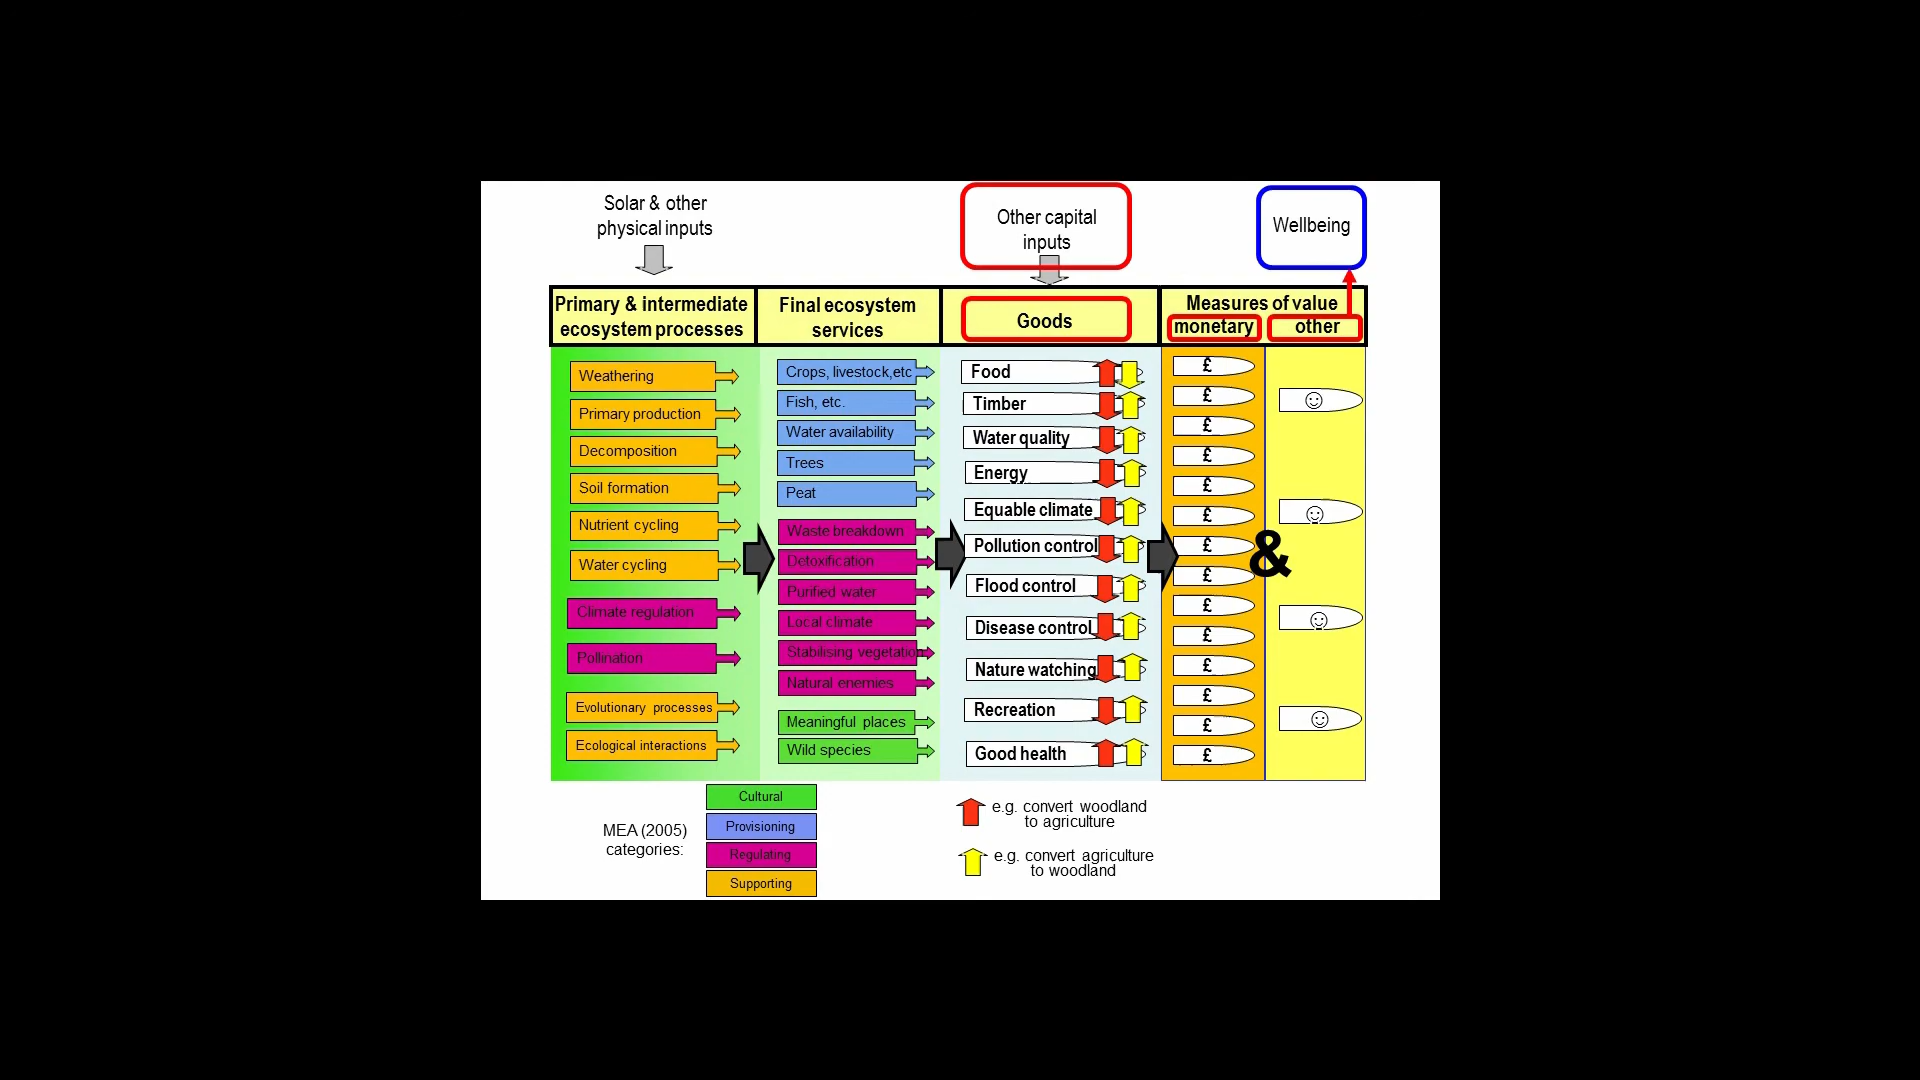 Solar & other
physical inputs
Other capital
inputs
Wellbeing
Primary & intermediate
ecosystem processes
Final ecosystem
services
Goods
Measures of value
monetary
other
Weathering
Primary production
Decomposition
Soil formation
Nutrient cycling
Water cycling
Climate regulation
Pollination
Evolutionary processes
Ecological interactions
Crops, livestock,etc
Fish, etc.
Water availability
Trees
Peat
Waste breakdown
Detoxification
Purified water
Local climate
Stabilising vegetation
Natural enemies
Meaningful places
Wild species
Food
Timber
Water quality
Energy
Equable climate
Pollution control
Flood control
Disease control
Nature watching
Recreation
Good health
£
£
£
£
£
£
£
£
£
£
£
£
£
£
&
MEA (2005)
categories:
Cultural
Provisioning
Regulating
Supporting
e.g. convert woodland
to agriculture
e.g. convert agriculture
to woodland